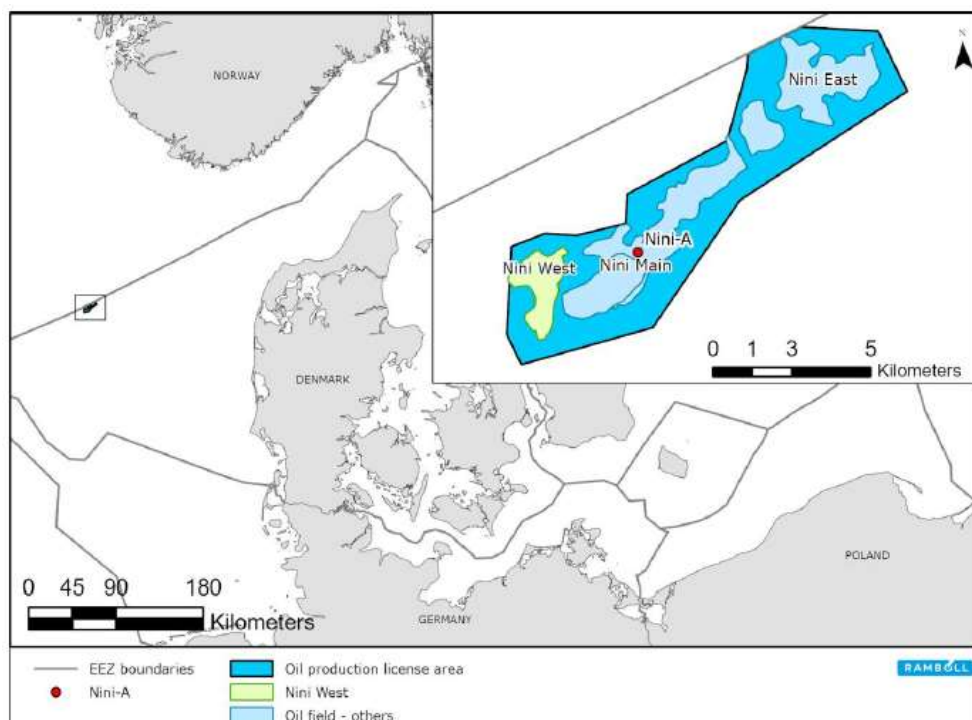 NORWAY
N
Nini East
Nini-A
Nini West
Nini Main
0 1 3 5
Kilometers
DENMARK
POLAND
0 45 90 180
Kilometers
GERMANY
EEZ boundaries
Oil production license area
RAMBOLL
Nini-A
Nini West
Oil field - others